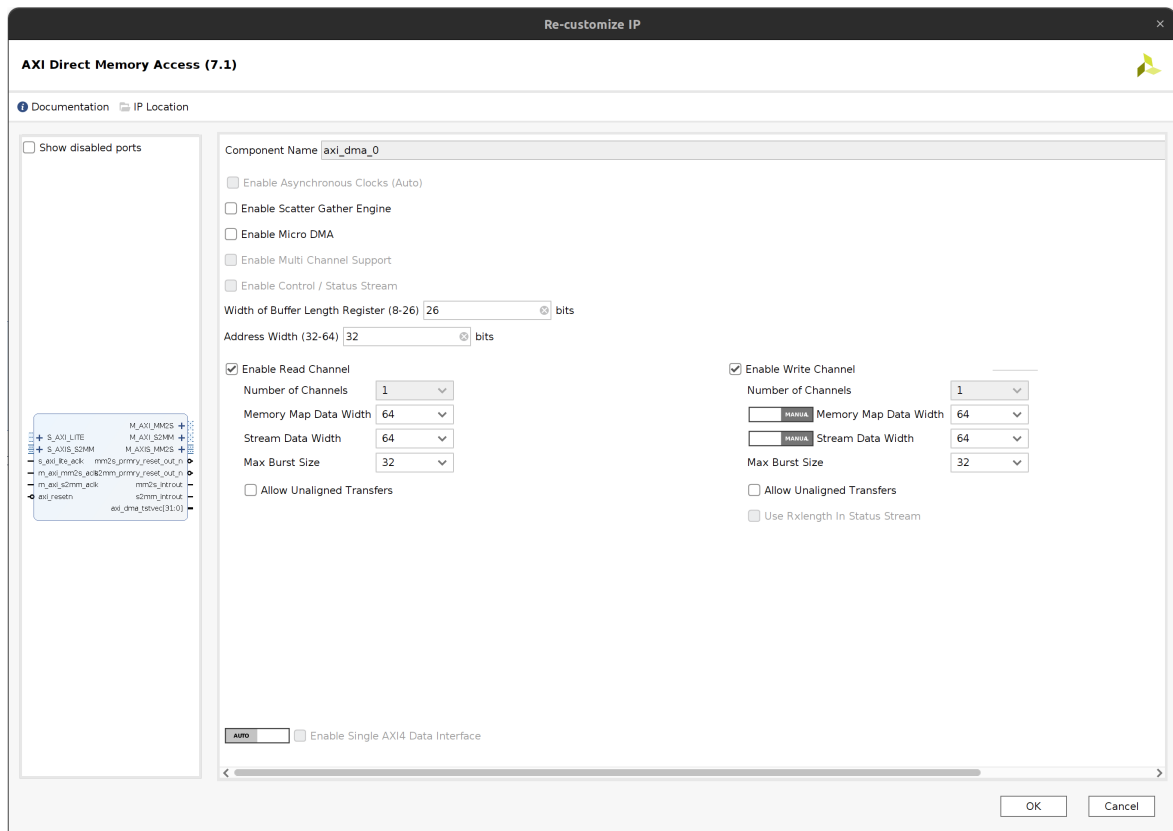 Re-customize IP
AXI Direct Memory Access (7.1)
Documentation IP Location
Show disabled ports
M_AXI_MM2S
S_AXI_LITE M_AXI_S2MM
S_AXIS_S2MM M_AXIS_MM2S
s_axi_lite_aclk mm2s_prmry_reset_out_n
m_axi_mm2s_aclk s2mm_prmry_reset_out_n
m_axi_s2mm_aclk mm2s_introut
axi_resetn s2mm_introut
axi_dma_tstvec[31:0]
Component Name axi_dma_0
Enable Asynchronous Clocks (Auto)
Enable Scatter Gather Engine
Enable Micro DMA
Enable Multi Channel Support
Enable Control / Status Stream
Width of Buffer Length Register (8-26) 26 bits
Address Width (32-64) 32 bits
Enable Read Channel
Number of Channels 1
Memory Map Data Width 64
Stream Data Width 64
Max Burst Size 32
Allow Unaligned Transfers
Enable Write Channel
Number of Channels 1
MANUAL Memory Map Data Width 64
MANUAL Stream Data Width 64
Max Burst Size 32
Allow Unaligned Transfers
Use Rxlength In Status Stream
AUTO Enable Single AXI4 Data Interface
OK Cancel